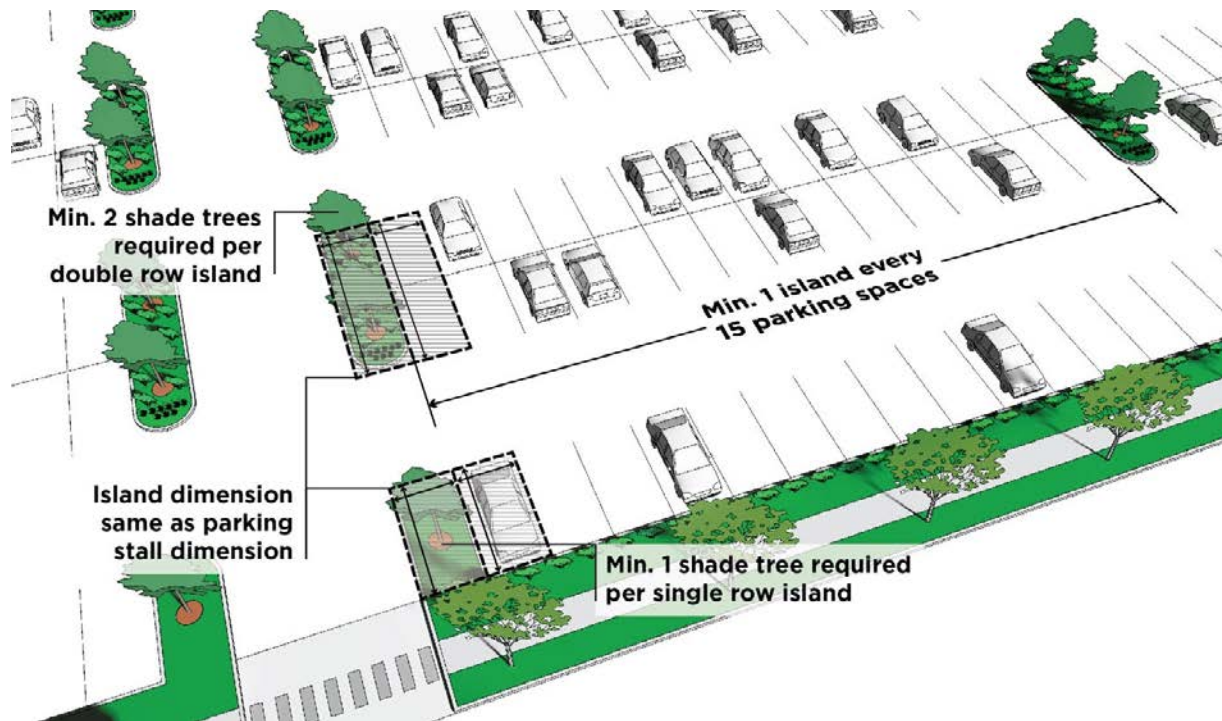 Min. 2 shade trees
required per
double row island
Min. 1 island every
15 parking spaces
Island dimension
same as parking
stall dimension
Min. 1 shade tree required
per single row island